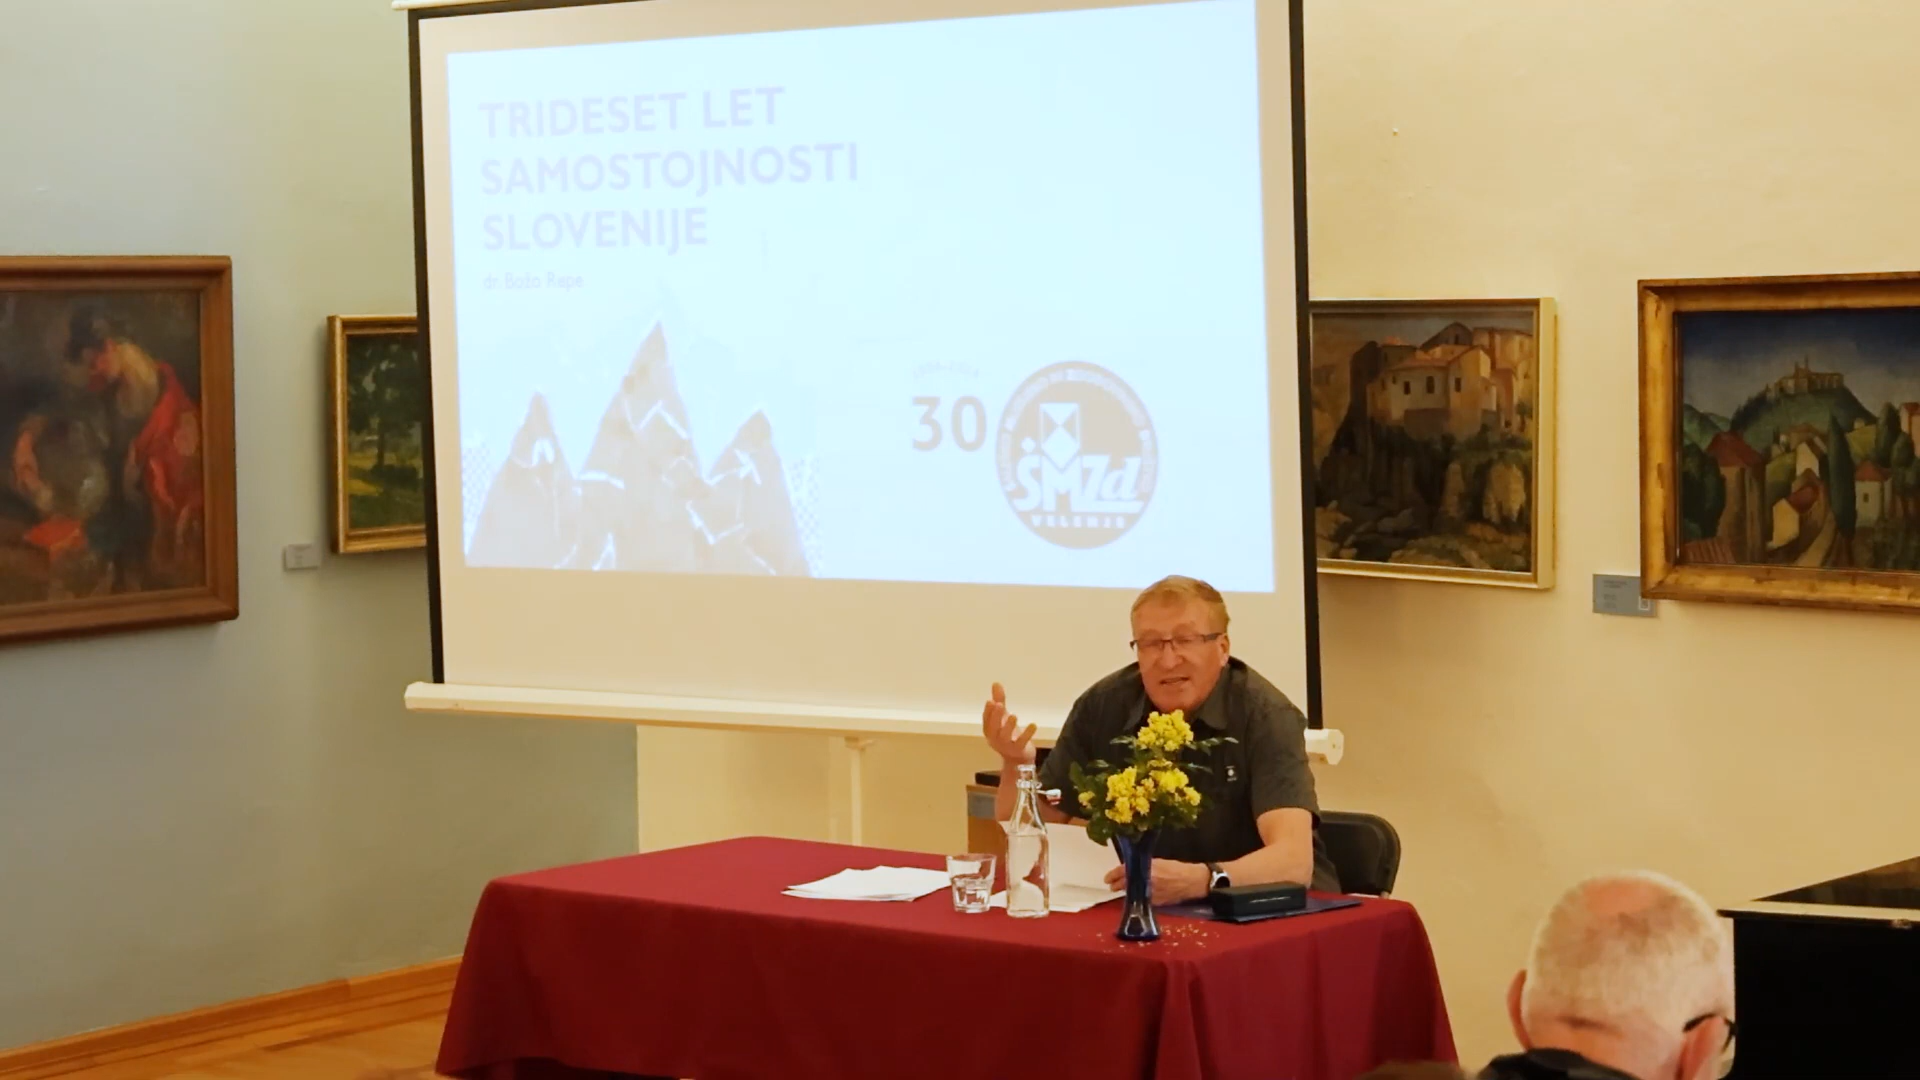 TRIDESET LET
SAMOSTOJNOSTI
SLOVENIJE
dr. Božo Repe
30
ŠMZd
VELENJE